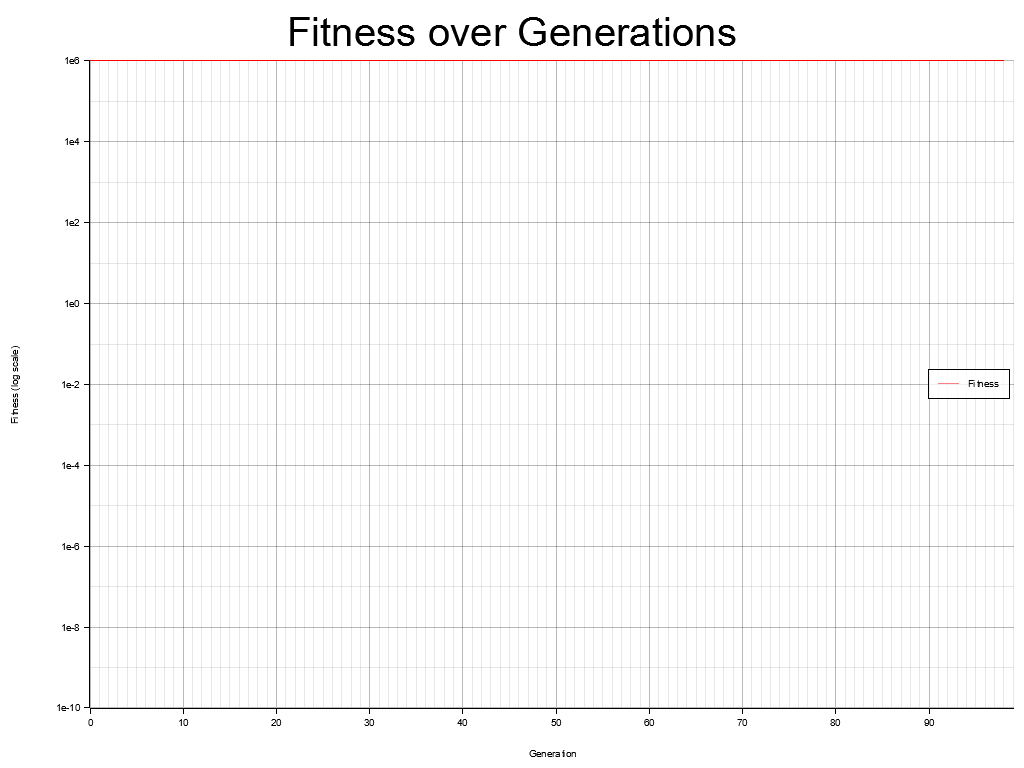 Fitness over Generations
1e6
1e4
1e2
1e0
1e-2
1e-4
1e-6
1e-8
1e-10
Fitness (log scale)
Fitness
0 10 20 30 40 50 60 70 80 90
Generation